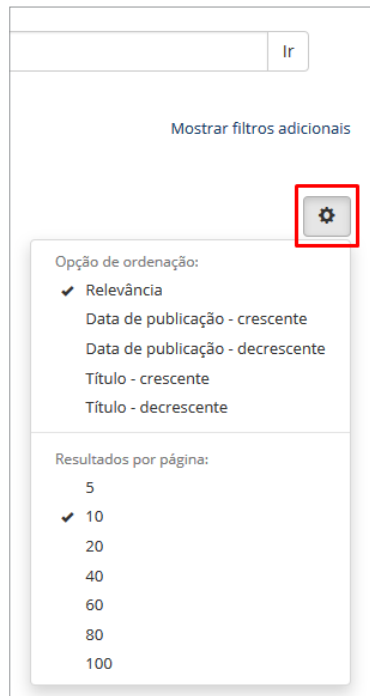 Ir
Mostrar filtros adicionais
Opção de ordenação:
Relevância
Data de publicação - crescente
Data de publicação - decrescente
Título - crescente
Título - decrescente
Resultados por página:
5
10
20
40
60
80
100